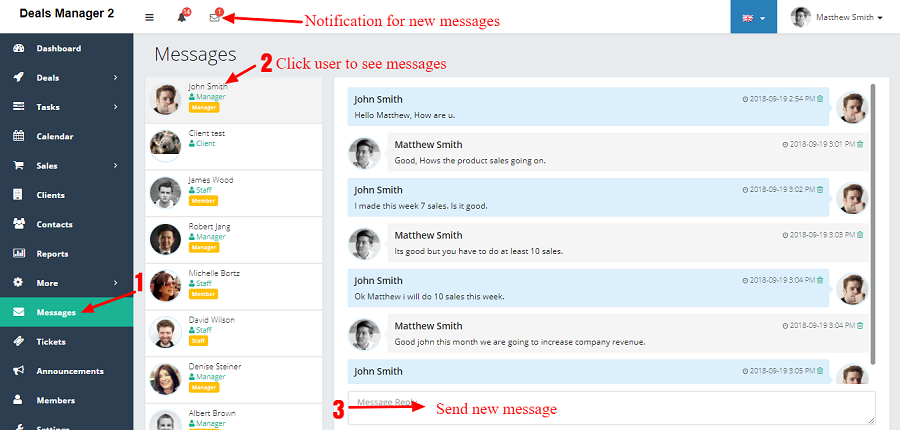 Deals Manager 2
14
1
Notification for new messages
Matthew Smith
Dashboard
Deals
Tasks
Calendar
Sales
Clients
Contacts
Reports
More
1
Messages
Tickets
Announcements
Members
Settings
Messages
2 Click user to see messages
John Smith
Manager
Manager
Client test
Client
James Wood
Staff
Member
Robert Jang
Manager
Manager
Michelle Bortz
Staff
Member
David Wilson
Staff
Staff
Denise Steiner
Manager
Manager
Albert Brown
Manager
John Smith
2018-09-19 2:54 PM
Hello Matthew, How are u.
Matthew Smith
2018-09-19 3:01 PM
Good, Hows the product sales going on.
John Smith
2018-09-19 3:02 PM
I made this week 7 sales. Is it good.
Matthew Smith
2018-09-19 3:03 PM
Its good but you have to do at least 10 sales.
John Smith
2018-09-19 3:04 PM
Ok Matthew i will do 10 sales this week.
Matthew Smith
2018-09-19 3:04 PM
Good john this month we are going to increase company revenue.
John Smith
2018-09-19 3:05 PM
Message Reply
3 Send new message